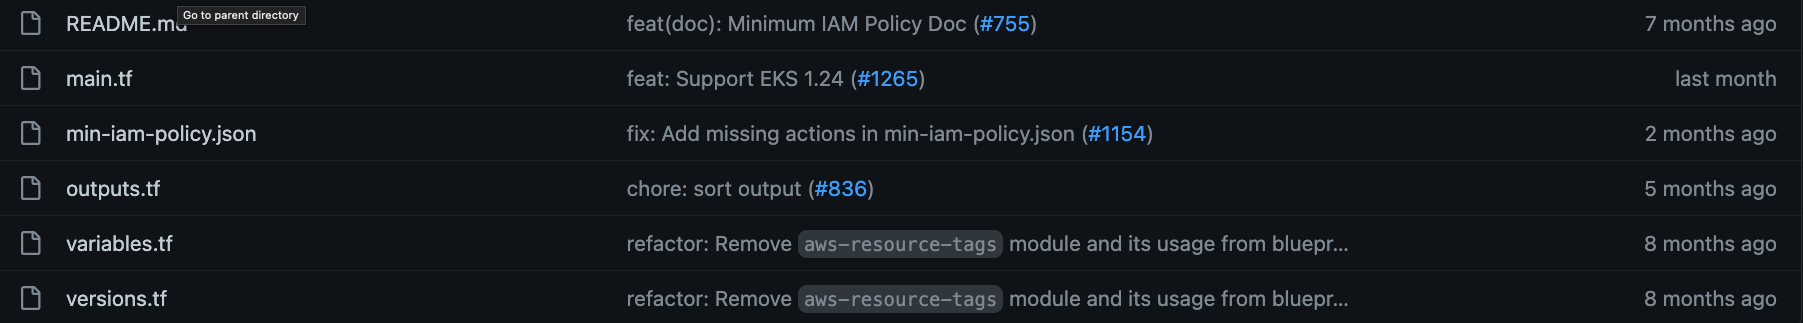 Go to parent directory
README.md feat(doc): Minimum IAM Policy Doc (#755) 7 months ago
main.tf feat: Support EKS 1.24 (#1265) last month
min-iam-policy.json fix: Add missing actions in min-iam-policy.json (#1154) 2 months ago
outputs.tf chore: sort output (#836) 5 months ago
variables.tf refactor: Remove aws-resource-tags module and its usage from bluepr... 8 months ago
versions.tf refactor: Remove aws-resource-tags module and its usage from bluepr... 8 months ago